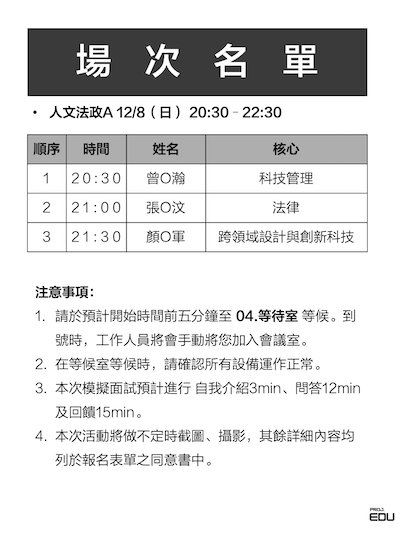 場次名單
• 人文法政A 12/8（日） 20:30–22:30
順序 時間 姓名 核心
1 20:30 曾O瀚 科技管理
2 21:00 張O汶 法律
3 21:30 顏O軍 跨領域設計與創新科技
注意事項：
1. 請於預計開始時間前五分鐘至 04.等待室 等候。到
號時，工作人員將會手動將您加入會議室。
2. 在等候室等候時，請確認所有設備運作正常。
3. 本次模擬面試預計進行 自我介紹3min、問答12min
及回饋15min。
4. 本次活動將做不定時截圖、攝影，其餘詳細內容均
列於報名表單之同意書中。
PROJ.
EDU